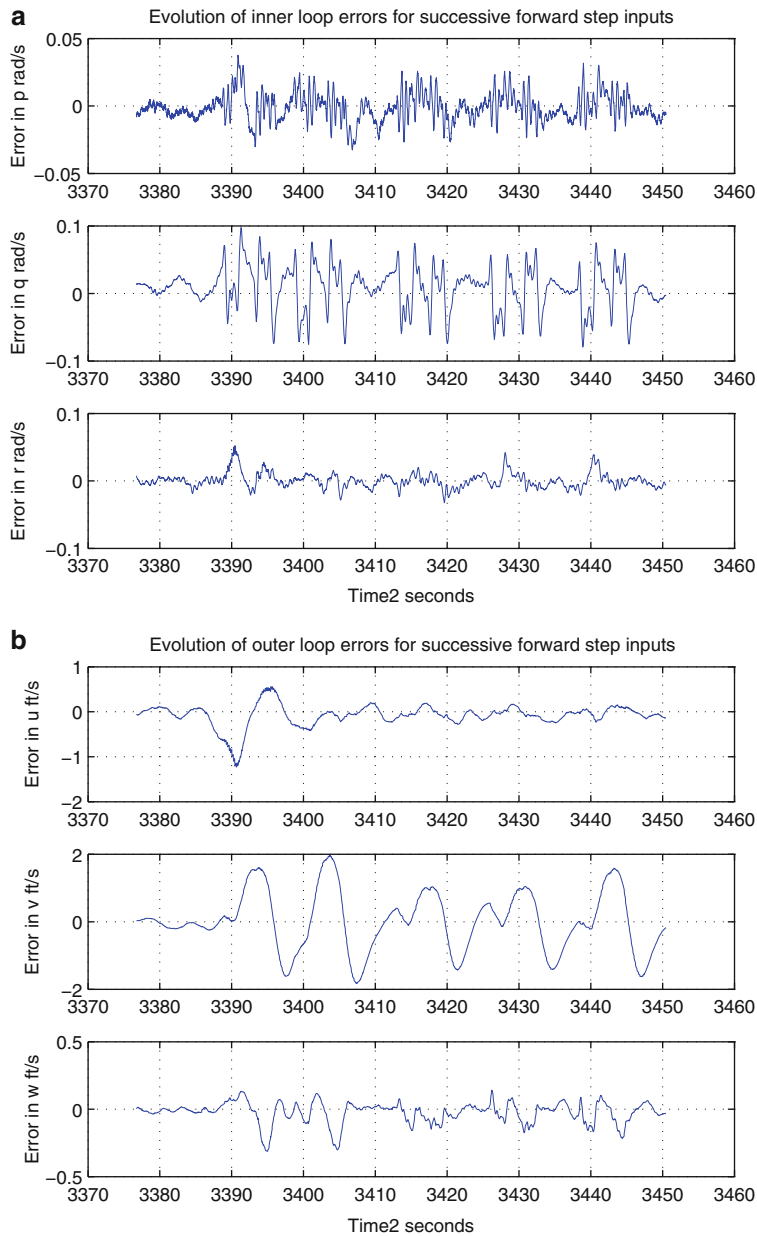 a
Evolution of inner loop errors for successive forward step inputs
Error in p rad/s
0.05
0
−0.05
3370 3380 3390 3400 3410 3420 3430 3440 3450 3460
Error in q rad/s
0.1
0
−0.1
3370 3380 3390 3400 3410 3420 3430 3440 3450 3460
Error in r rad/s
0.1
0
−0.1
3370 3380 3390 3400 3410 3420 3430 3440 3450 3460
Time2 seconds
b
Evolution of outer loop errors for successive forward step inputs
Error in u ft/s
1
0
−1
−2
3370 3380 3390 3400 3410 3420 3430 3440 3450 3460
Error in v ft/s
2
0
−2
3370 3380 3390 3400 3410 3420 3430 3440 3450 3460
Error in w ft/s
0.5
0
−0.5
3370 3380 3390 3400 3410 3420 3430 3440 3450 3460
Time2 seconds